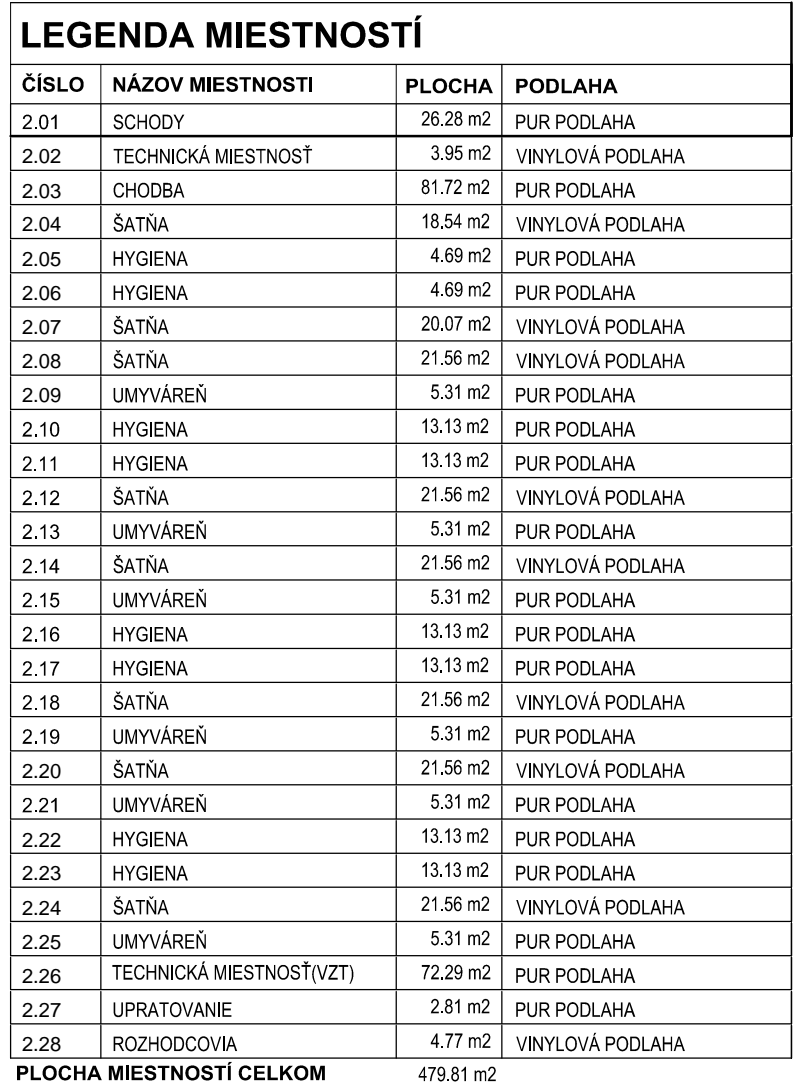 LEGENDA MIESTNOSTÍ
ČÍSLO NÁZOV MIESTNOSTI PLOCHA PODLAHA
2.01 SCHODY 26.28 m2 PUR PODLAHA
2.02 TECHNICKÁ MIESTNOSŤ 3.95 m2 VINYLOVÁ PODLAHA
2.03 CHODBA 81.72 m2 PUR PODLAHA
2.04 ŠATŇA 18.54 m2 VINYLOVÁ PODLAHA
2.05 HYGIENA 4.69 m2 PUR PODLAHA
2.06 HYGIENA 4.69 m2 PUR PODLAHA
2.07 ŠATŇA 20.07 m2 VINYLOVÁ PODLAHA
2.08 ŠATŇA 21.56 m2 VINYLOVÁ PODLAHA
2.09 UMYVÁREŇ 5.31 m2 PUR PODLAHA
2.10 HYGIENA 13.13 m2 PUR PODLAHA
2.11 HYGIENA 13.13 m2 PUR PODLAHA
2.12 ŠATŇA 21.56 m2 VINYLOVÁ PODLAHA
2.13 UMYVÁREŇ 5.31 m2 PUR PODLAHA
2.14 ŠATŇA 21.56 m2 VINYLOVÁ PODLAHA
2.15 UMYVÁREŇ 5.31 m2 PUR PODLAHA
2.16 HYGIENA 13.13 m2 PUR PODLAHA
2.17 HYGIENA 13.13 m2 PUR PODLAHA
2.18 ŠATŇA 21.56 m2 VINYLOVÁ PODLAHA
2.19 UMYVÁREŇ 5.31 m2 PUR PODLAHA
2.20 ŠATŇA 21.56 m2 VINYLOVÁ PODLAHA
2.21 UMYVÁREŇ 5.31 m2 PUR PODLAHA
2.22 HYGIENA 13.13 m2 PUR PODLAHA
2.23 HYGIENA 13.13 m2 PUR PODLAHA
2.24 ŠATŇA 21.56 m2 VINYLOVÁ PODLAHA
2.25 UMYVÁREŇ 5.31 m2 PUR PODLAHA
2.26 TECHNICKÁ MIESTNOSŤ(VZT) 72.29 m2 PUR PODLAHA
2.27 UPRATOVANIE 2.81 m2 PUR PODLAHA
2.28 ROZHODCOVIA 4.77 m2 VINYLOVÁ PODLAHA
PLOCHA MIESTNOSTÍ CELKOM 479.81 m2